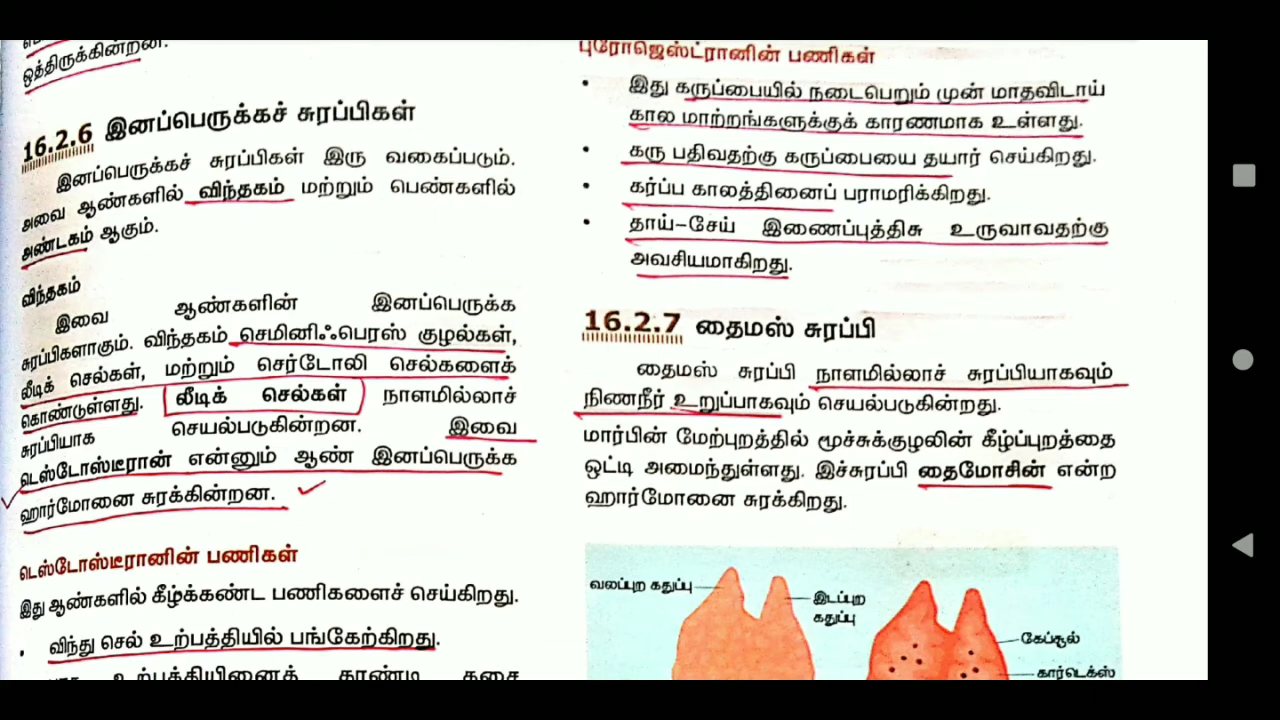 ஒத்திருக்கின்றன.
16.2.6 இனப்பெருக்கச் சுரப்பிகள்
இனப்பெருக்கச் சுரப்பிகள் இரு வகைப்படும்.
அவை ஆண்களில் விந்தகம் மற்றும் பெண்களில்
அண்டகம் ஆகும்.
விந்தகம்
இவை ஆண்களின் இனப்பெருக்க
சுரப்பிகளாகும். விந்தகம் செமினிஃபெரஸ் குழல்கள்,
லீடிக் செல்கள், மற்றும் செர்டோலி செல்களைக்
கொண்டுள்ளது. லீடிக் செல்கள் நாளமில்லாச்
சுரப்பியாக செயல்படுகின்றன. இவை
டெஸ்டோஸ்டீரான் என்னும் ஆண் இனப்பெருக்க
ஹார்மோனை சுரக்கின்றன.
டெஸ்டோஸ்டீரானின் பணிகள்
இது ஆண்களில் கீழ்க்கண்ட பணிகளைச் செய்கிறது.
• விந்து செல் உற்பத்தியில் பங்கேற்கிறது.
உற்பத்தியினைத் தூண்டி தசை
புரோஜெஸ்ட்ரானின் பணிகள்
• இது கருப்பையில் நடைபெறும் முன் மாதவிடாய்
கால மாற்றங்களுக்குக் காரணமாக உள்ளது.
• கரு பதிவதற்கு கருப்பையை தயார் செய்கிறது.
• கர்ப்ப காலத்தினைப் பராமரிக்கிறது.
• தாய்-சேய் இணைப்புத்திசு உருவாவதற்கு
அவசியமாகிறது.
16.2.7 தைமஸ் சுரப்பி
தைமஸ் சுரப்பி நாளமில்லாச் சுரப்பியாகவும்
நிணநீர் உறுப்பாகவும் செயல்படுகின்றது.
மார்பின் மேற்புறத்தில் மூச்சுக்குழலின் கீழ்ப்புறத்தை
ஒட்டி அமைந்துள்ளது. இச்சுரப்பி தைமோசின் என்ற
ஹார்மோனை சுரக்கிறது.
வலப்புற கதுப்பு
இடப்புற
கதுப்பு
கேப்சூல்
கார்டெக்ஸ்